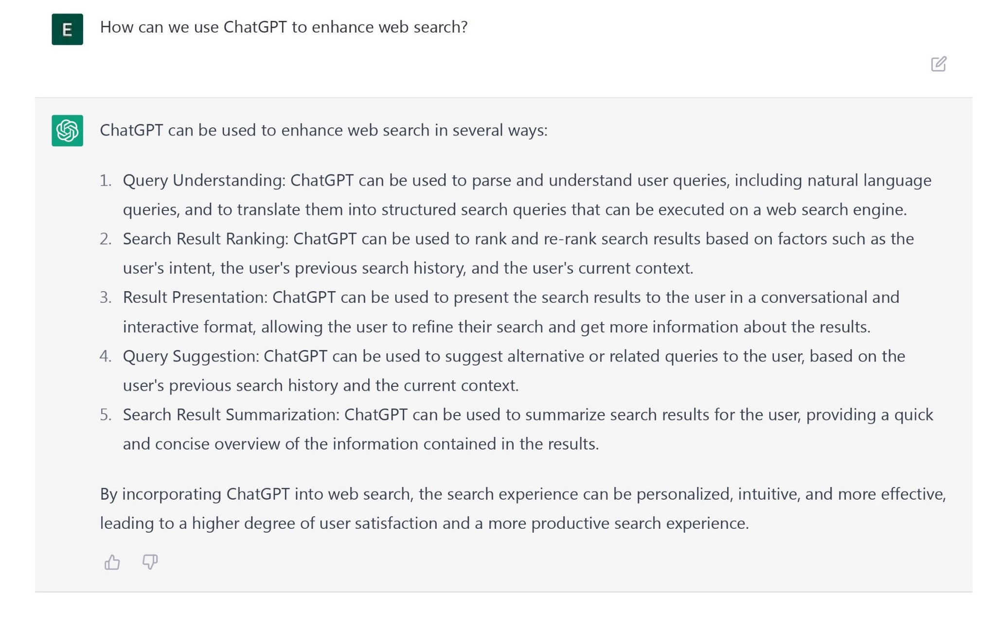 E
How can we use ChatGPT to enhance web search?
ChatGPT can be used to enhance web search in several ways:
1. Query Understanding: ChatGPT can be used to parse and understand user queries, including natural language
queries, and to translate them into structured search queries that can be executed on a web search engine.
2. Search Result Ranking: ChatGPT can be used to rank and re-rank search results based on factors such as the
user's intent, the user's previous search history, and the user's current context.
3. Result Presentation: ChatGPT can be used to present the search results to the user in a conversational and
interactive format, allowing the user to refine their search and get more information about the results.
4. Query Suggestion: ChatGPT can be used to suggest alternative or related queries to the user, based on the
user's previous search history and the current context.
5. Search Result Summarization: ChatGPT can be used to summarize search results for the user, providing a quick
and concise overview of the information contained in the results.
By incorporating ChatGPT into web search, the search experience can be personalized, intuitive, and more effective,
leading to a higher degree of user satisfaction and a more productive search experience.